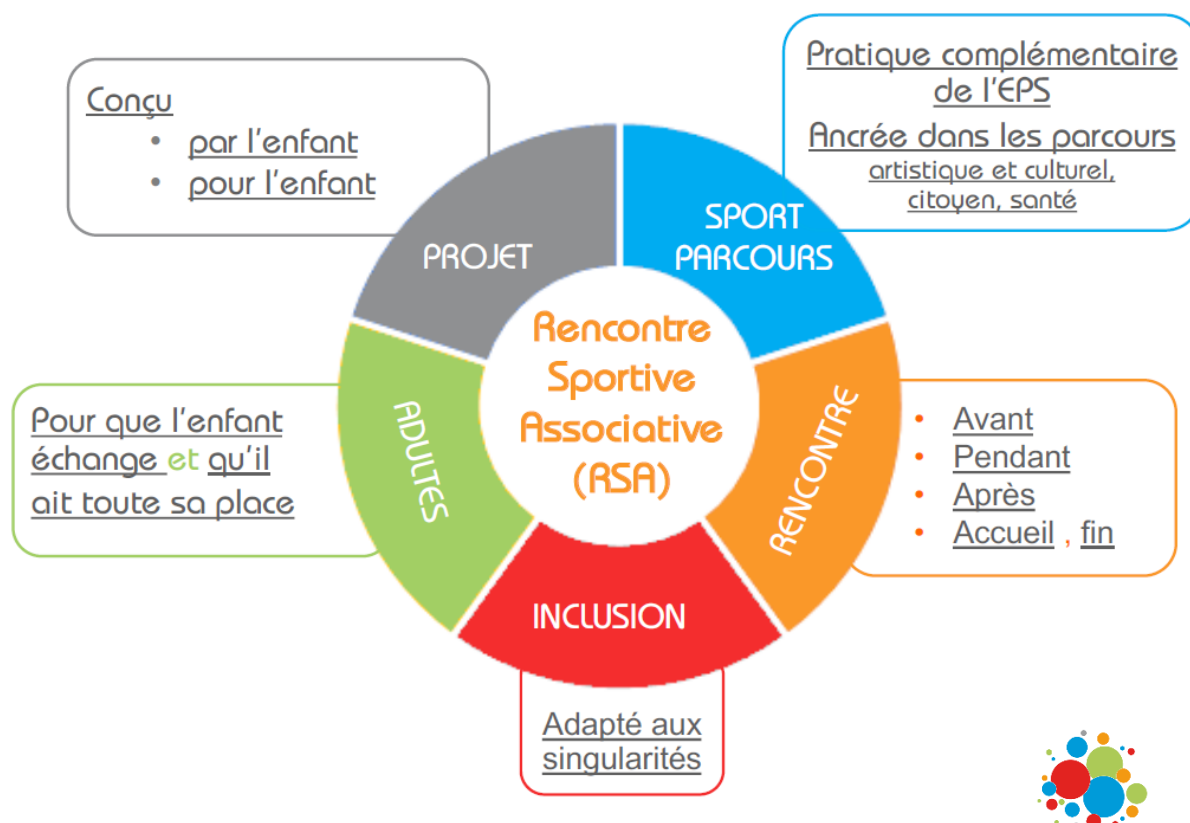 Conçu
• par l'enfant
• pour l'enfant
Pratique complémentaire
de l'EPS
Ancrée dans les parcours
artistique et culturel,
citoyen, santé
PROJET
SPORT
PARCOURS
Rencontre
Sportive
Associative
(RSA)
Pour que l'enfant
échange et qu'il
ait toute sa place
ADULTES
RENCONTRE
• Avant
• Pendant
• Après
• Accueil , fin
INCLUSION
Adapté aux
singularités